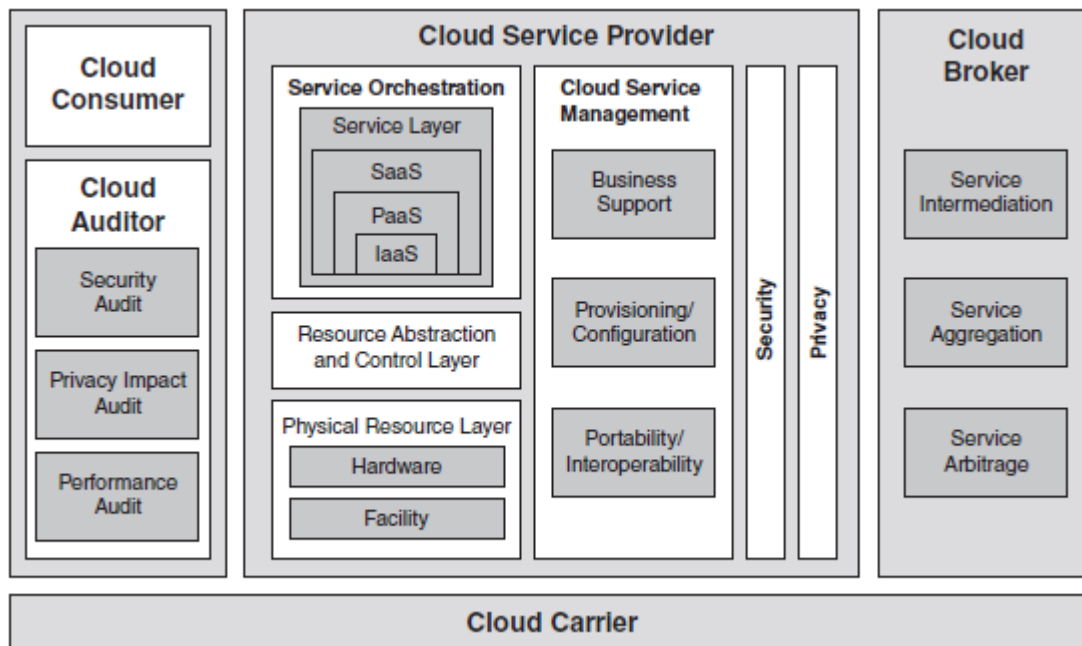 Cloud
Consumer
Cloud
Auditor
Security
Audit
Privacy Impact
Audit
Performance
Audit
Cloud Service Provider
Service Orchestration
Service Layer
SaaS
PaaS
IaaS
Resource Abstraction
and Control Layer
Physical Resource Layer
Hardware
Facility
Cloud Service
Management
Business
Support
Provisioning/
Configuration
Portability/
Interoperability
Security
Privacy
Cloud
Broker
Service
Intermediation
Service
Aggregation
Service
Arbitrage
Cloud Carrier